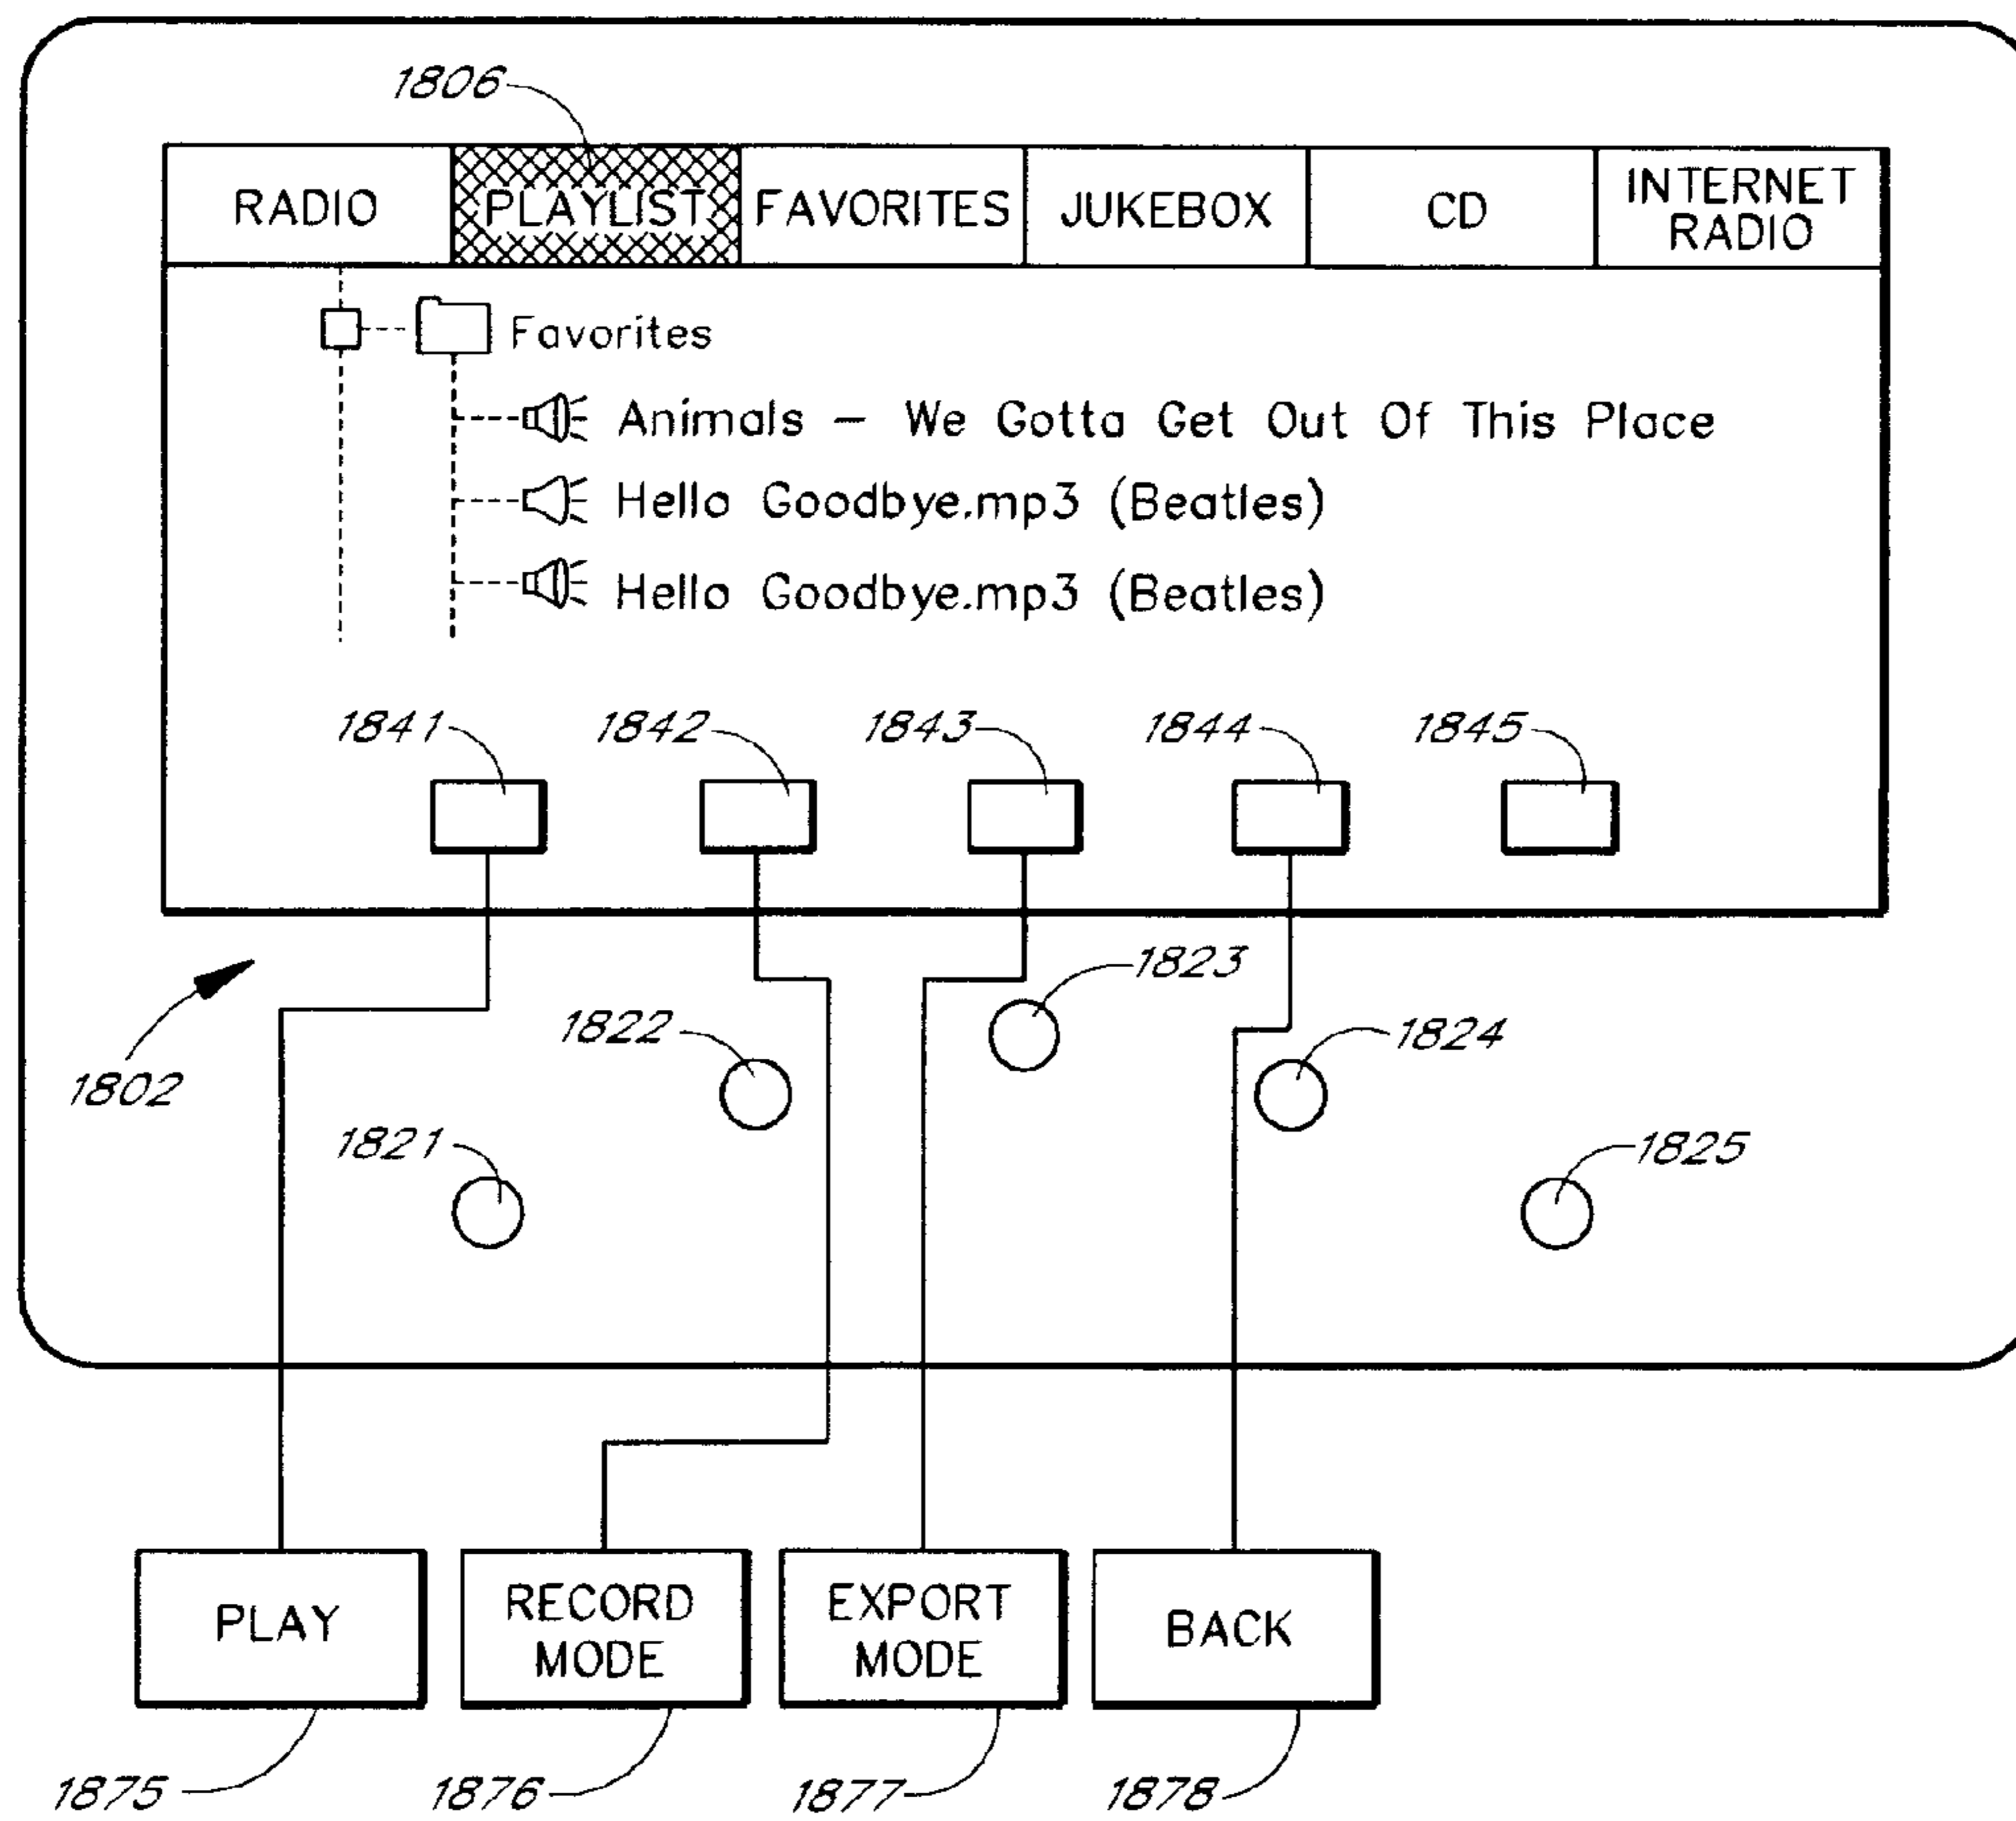 1806
RADIO PLAYLIST FAVORITES JUKEBOX CD INTERNET RADIO
Favorites
Animals – We Gotta Get Out Of This Place
Hello Goodbye.mp3 (Beatles)
Hello Goodbye.mp3 (Beatles)
1841 1842 1843 1844 1845
1823
1822 1824
1802
1821 1825
PLAY
RECORD MODE
EXPORT MODE
BACK
1875 1876 1877 1878